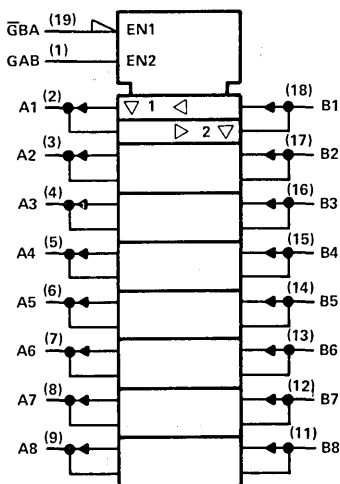 G̅BA (19) EN1
GAB (1) EN2
A1 (2) ▽ 1 ◁ (18) B1
▷ 2 ▽
A2 (3) (17) B2
A3 (4) (16) B3
A4 (5) (15) B4
A5 (6) (14) B5
A6 (7) (13) B6
A7 (8) (12) B7
A8 (9) (11) B8